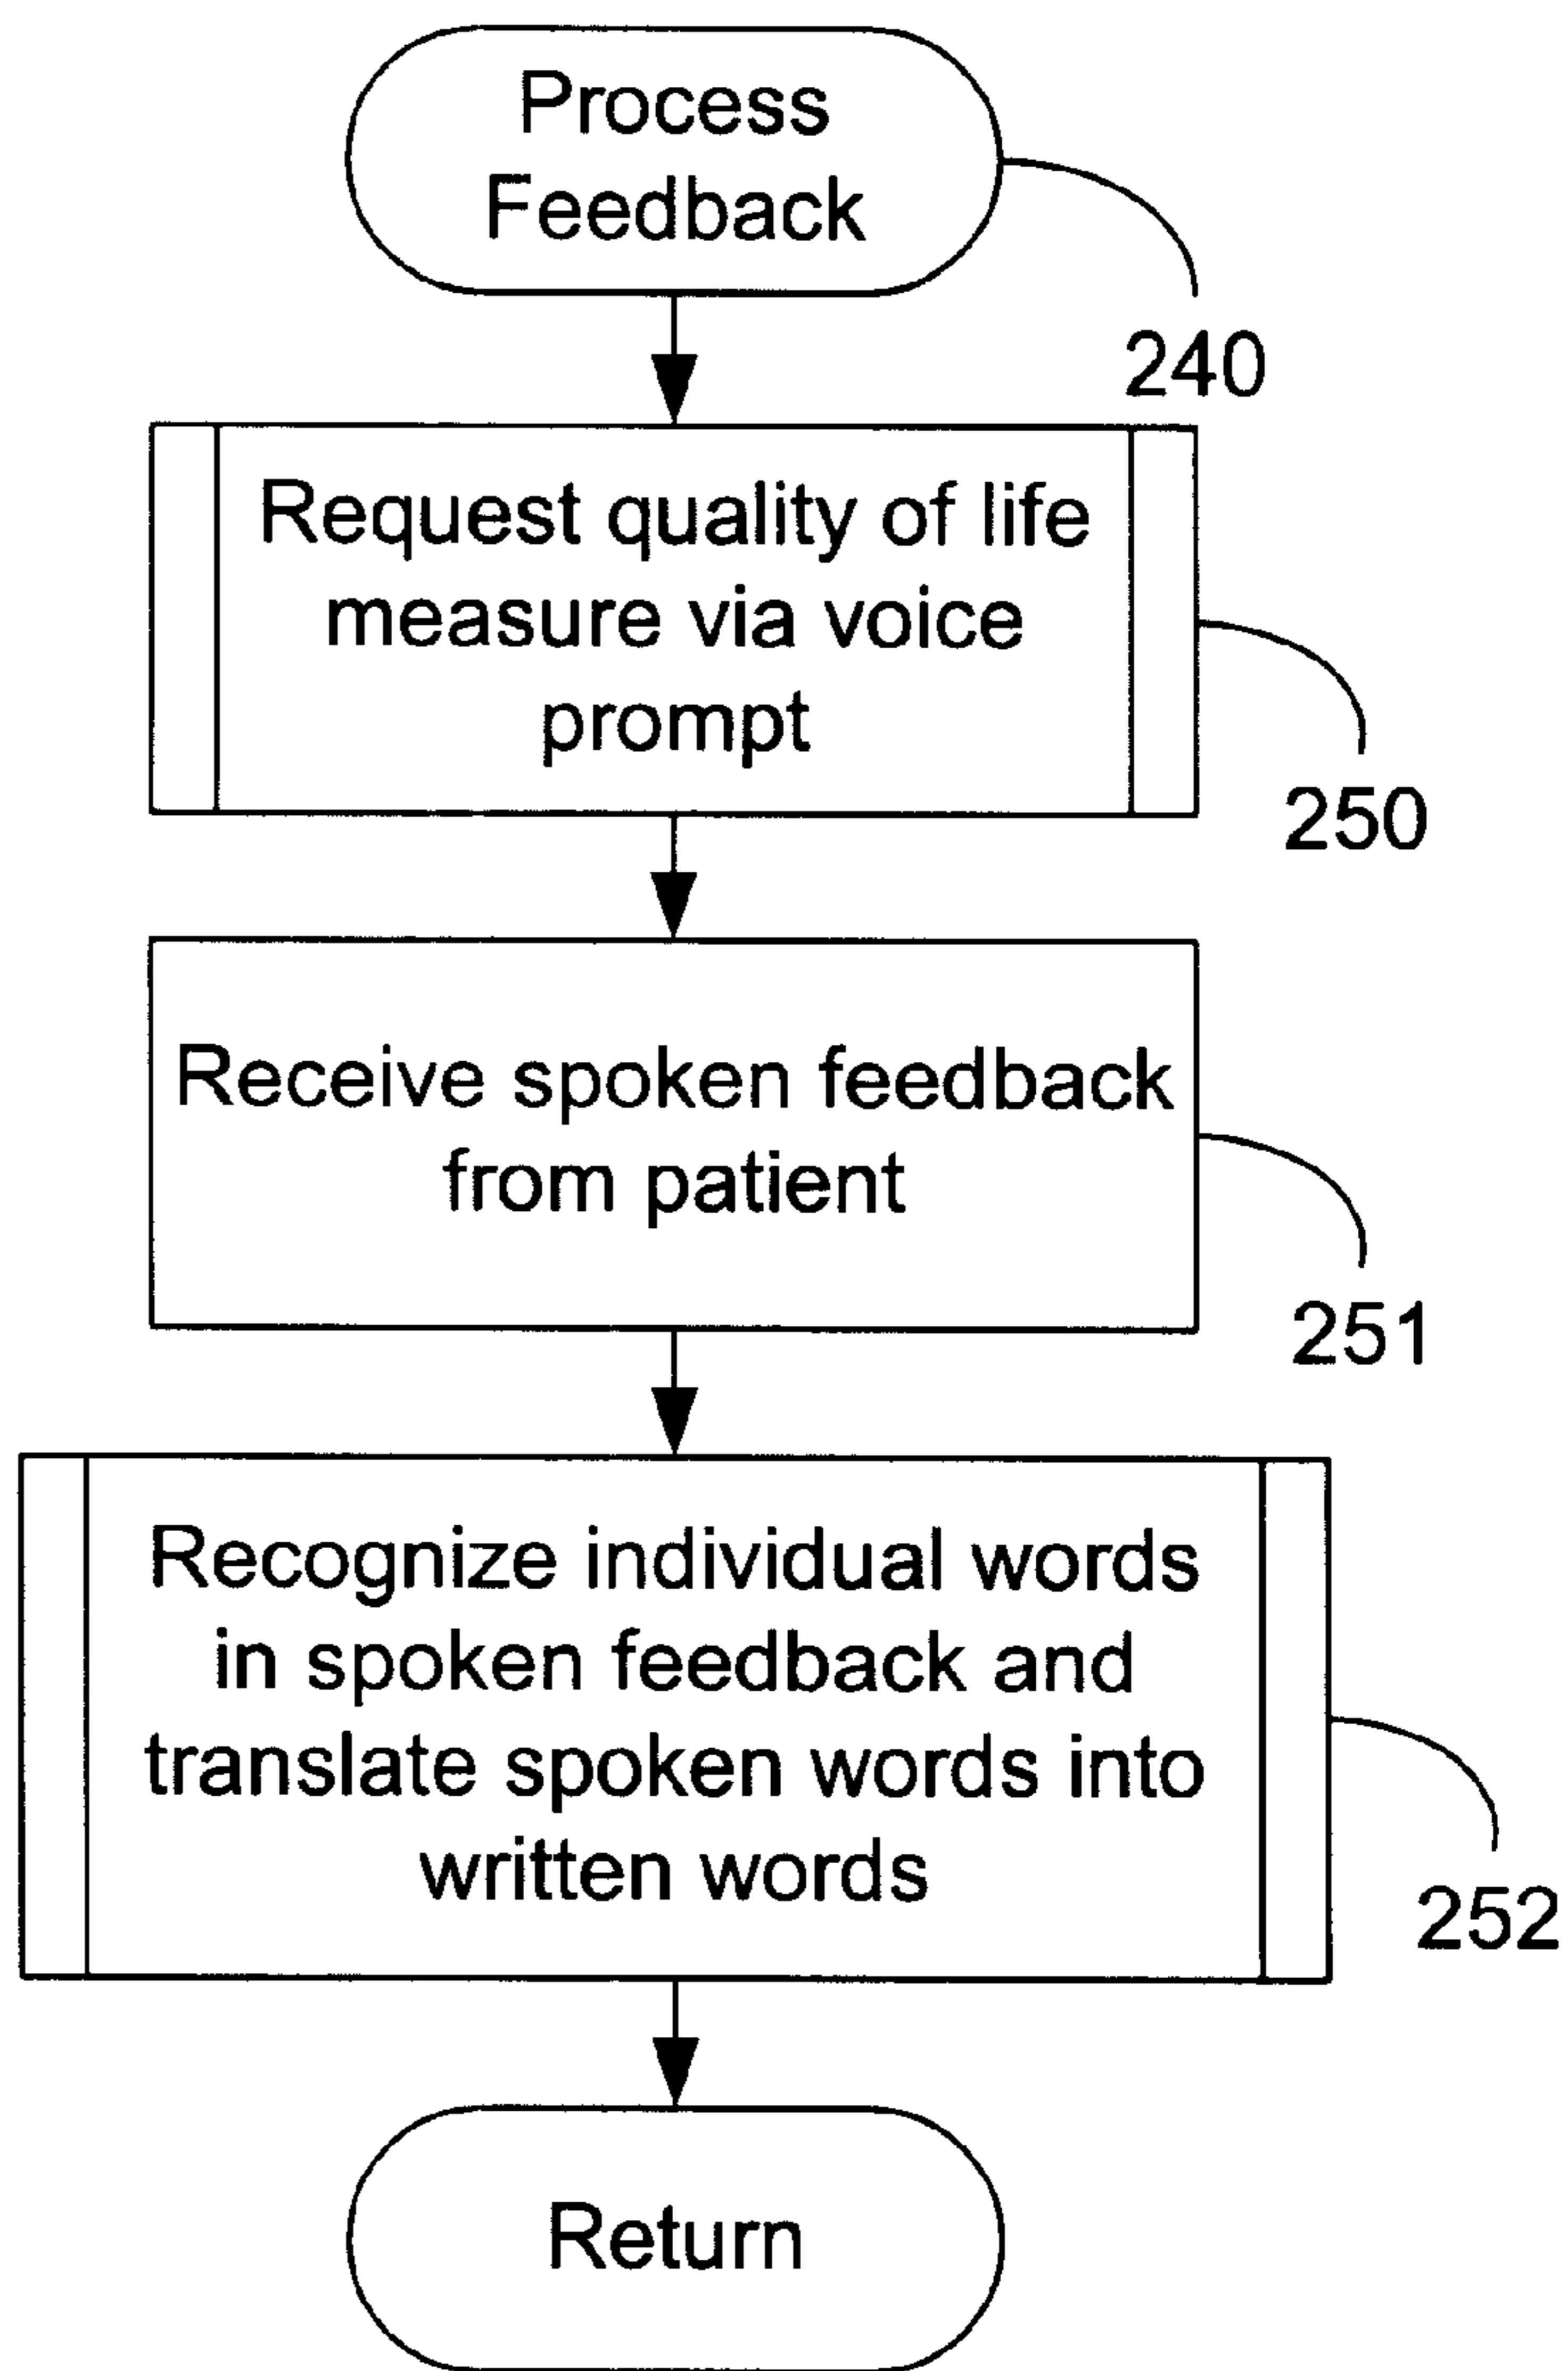 Process
Feedback
240
Request quality of life
measure via voice
prompt
250
Receive spoken feedback
from patient
251
Recognize individual words
in spoken feedback and
translate spoken words into
written words
252
Return